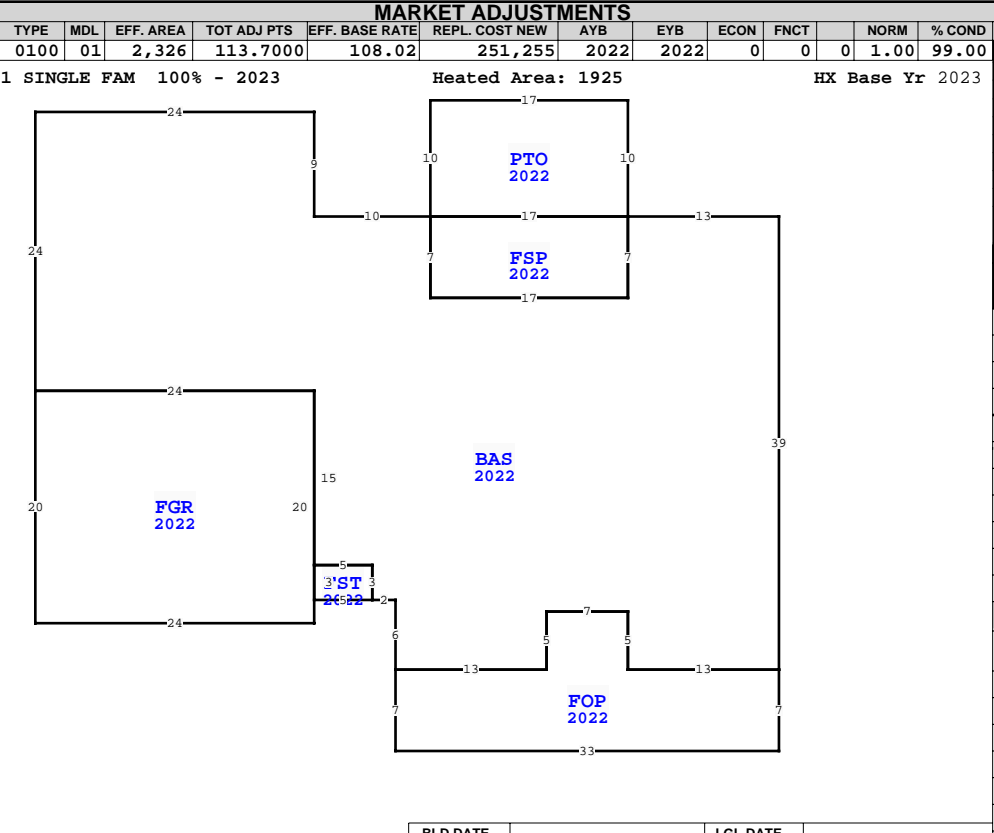 MARKET ADJUSTMENTS
TYPE MDL EFF. AREA TOT ADJ PTS EFF. BASE RATE REPL. COST NEW AYB EYB ECON FNCT NORM % COND
0100 01 2,326 113.7000 108.02 251,255 2022 2022 0 0 0 1.00 99.00
1 SINGLE FAM 100% - 2023 Heated Area: 1925 HX Base Yr 2023
17
24
10 PTO 10
2022
9
10 17 13
24
7 FSP 7
2022
17
24
39
BAS
2022
15
20 FGR 20
2022
5
3 3
2022
5 2
7
24
6
5 5
13 13
FOP
2022
7 7
33
BLD DATE LGL DATE